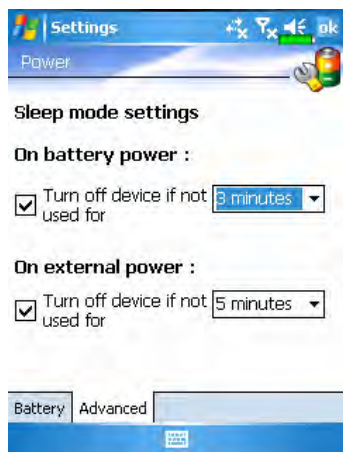 Settings
ok
Power
Sleep mode settings
On battery power :
Turn off device if not 3 minutes
used for
On external power :
Turn off device if not 5 minutes
used for
Battery Advanced